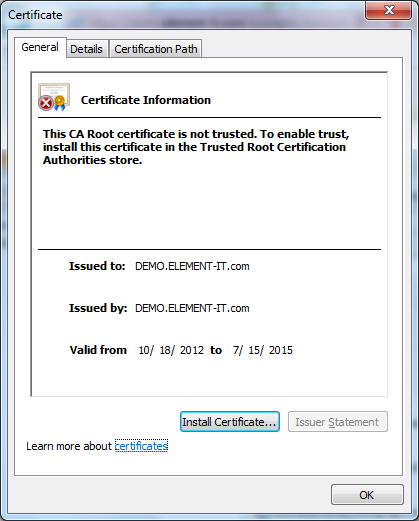 Certificate
General Details Certification Path
Certificate Information
This CA Root certificate is not trusted. To enable trust,
install this certificate in the Trusted Root Certification
Authorities store.
Issued to: DEMO.ELEMENT-IT.com
Issued by: DEMO.ELEMENT-IT.com
Valid from 10/ 18/ 2012 to 7/ 15/ 2015
Install Certificate... Issuer Statement
Learn more about certificates
OK